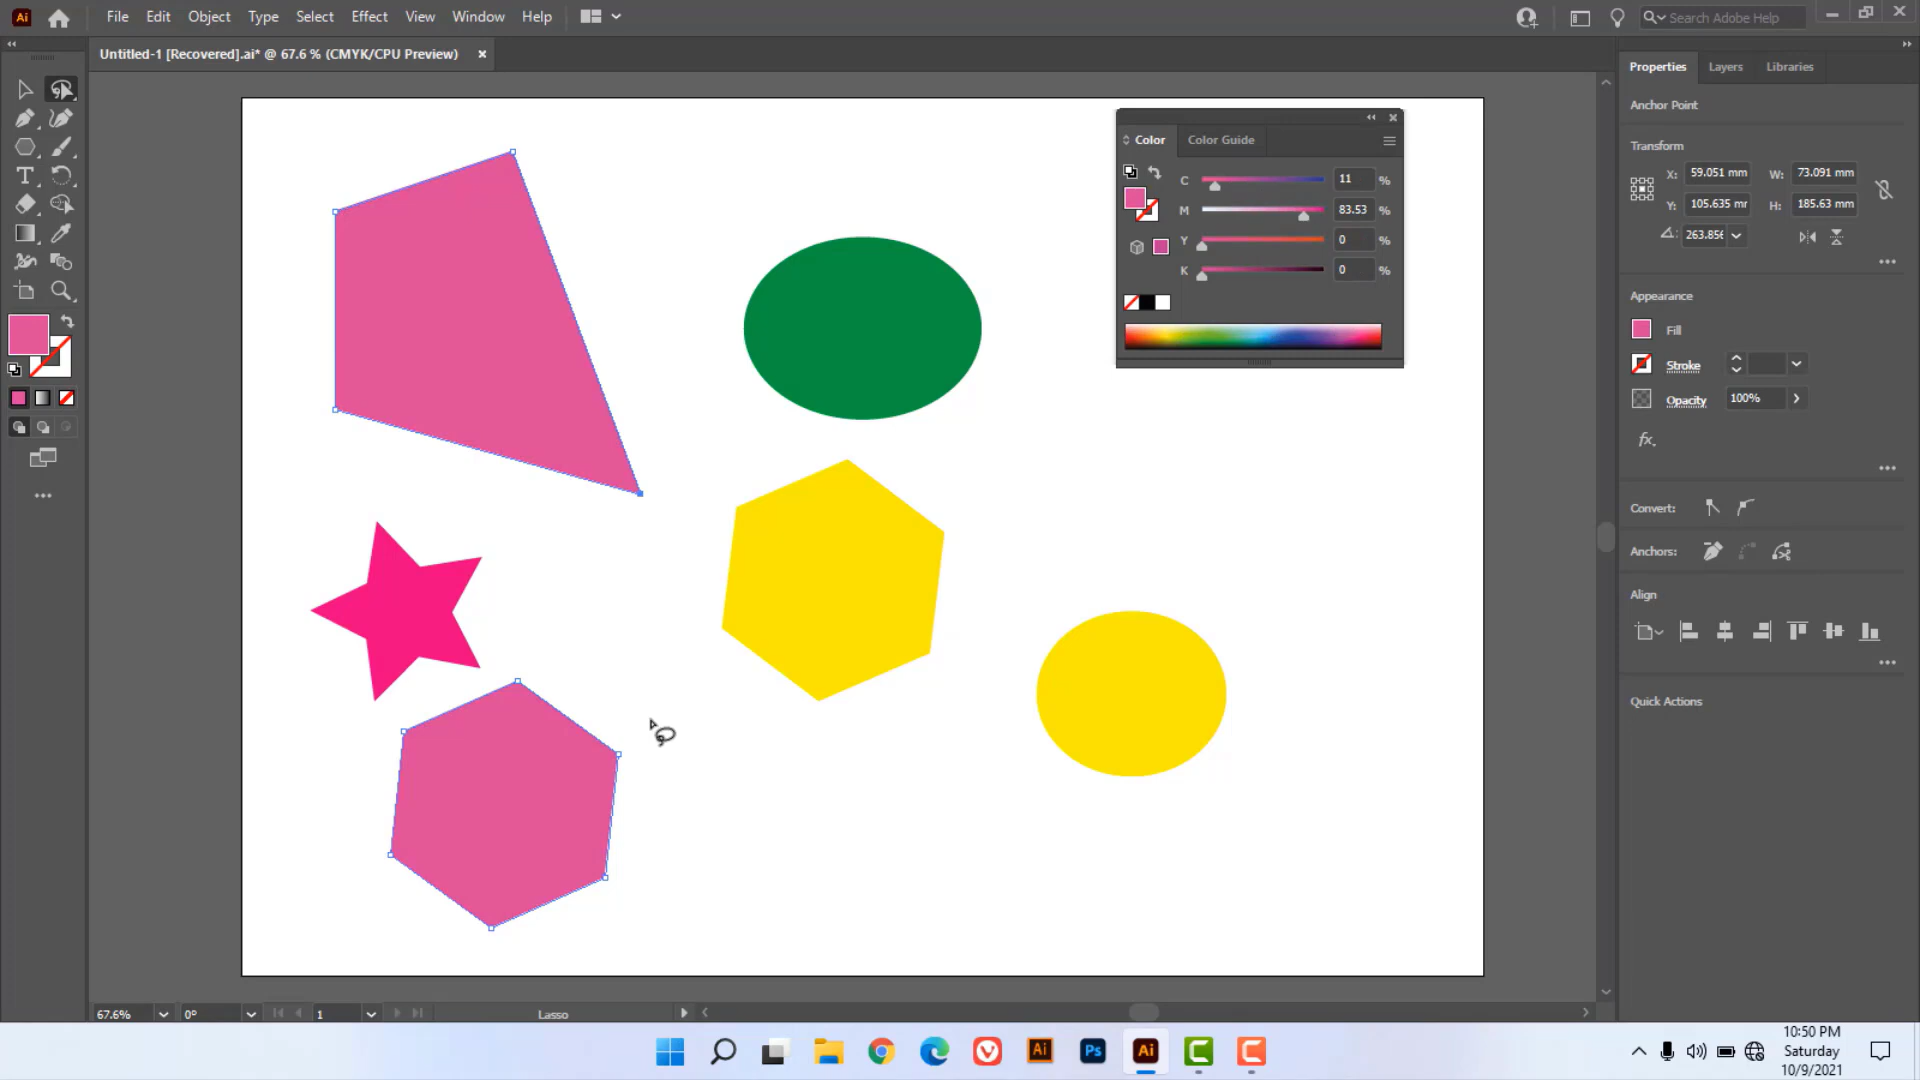 Ai File Edit Object Type Select Effect View Window Help Search Adobe Help
Untitled-1 [Recovered].ai* @ 67.6 % (CMYK/CPU Preview)
Properties Layers Libraries
Anchor Point
Transform
X: 59.051 mm W: 73.091 mm
Y: 105.635 mr H: 185.63 mm
263.856
Appearance
Fill
Stroke
Opacity 100%
fx.
Convert:
Anchors:
Align
Quick Actions
Color Color Guide
C 11 %
M 83.53 %
Y 0 %
K 0 %
T
67.6% 0° 1 Lasso
Ai Ps Ai
10:50 PM
Saturday
10/9/2021